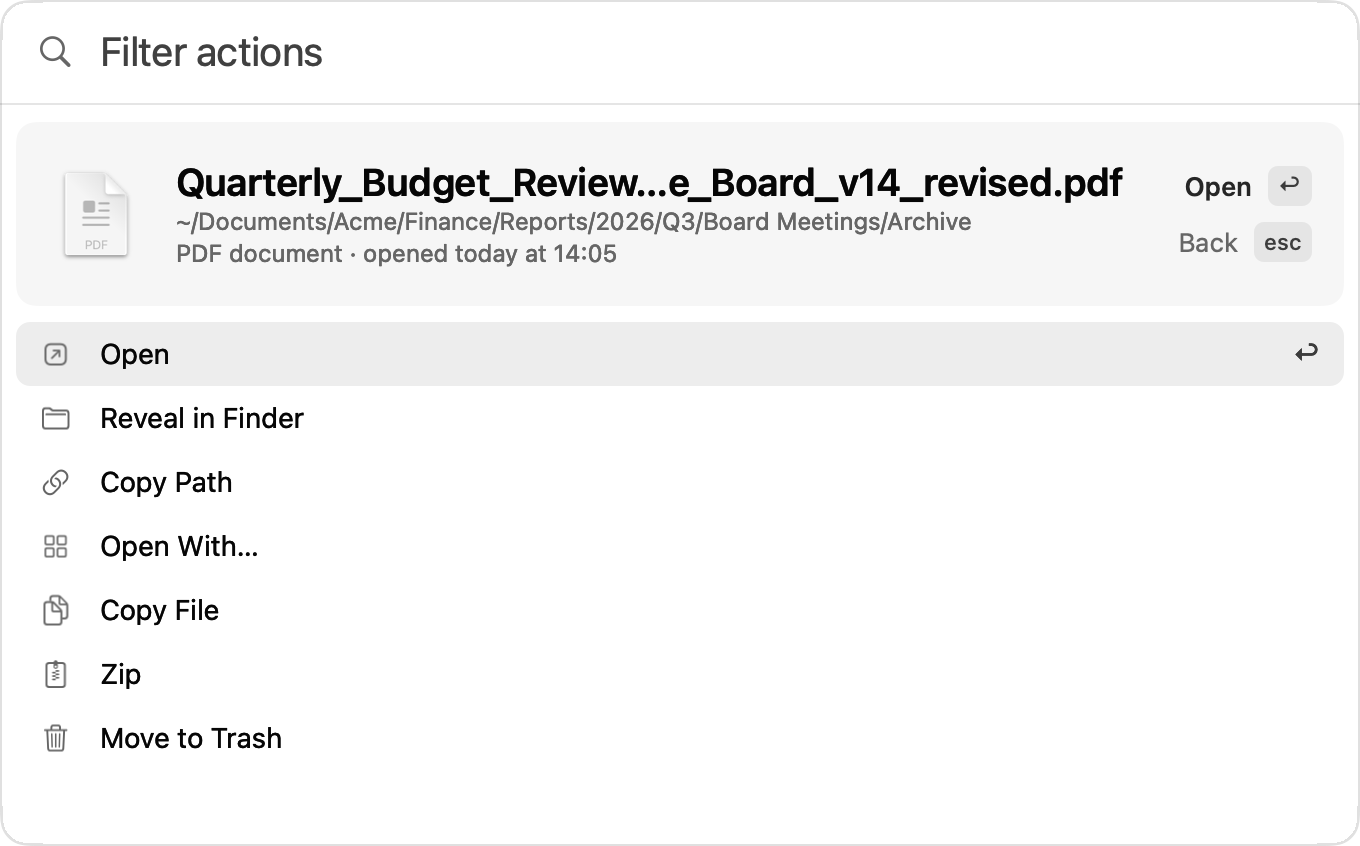 Filter actions
Quarterly_Budget_Review...e_Board_v14_revised.pdf
Open ↩
~/Documents/Acme/Finance/Reports/2026/Q3/Board Meetings/Archive
PDF
Back esc
PDF document · opened today at 14:05
Open ↩
Reveal in Finder
Copy Path
Open With...
Copy File
Zip
Move to Trash